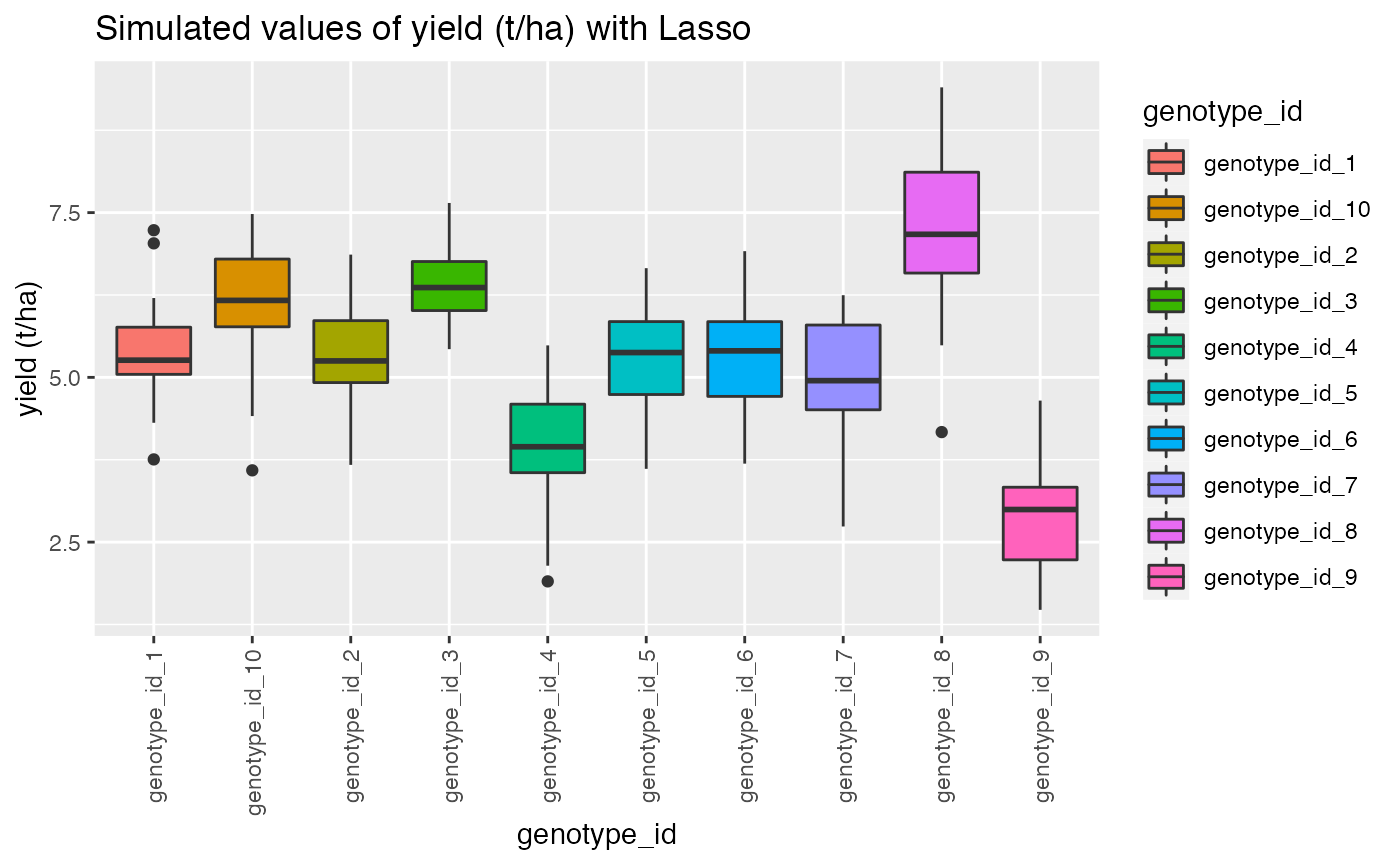 Simulated values of yield (t/ha) with Lasso
yield (t/ha)
7.5
5.0
2.5
genotype_id_1
genotype_id_10
genotype_id_2
genotype_id_3
genotype_id_4
genotype_id_5
genotype_id_6
genotype_id_7
genotype_id_8
genotype_id_9
genotype_id
genotype_id
genotype_id_1
genotype_id_10
genotype_id_2
genotype_id_3
genotype_id_4
genotype_id_5
genotype_id_6
genotype_id_7
genotype_id_8
genotype_id_9